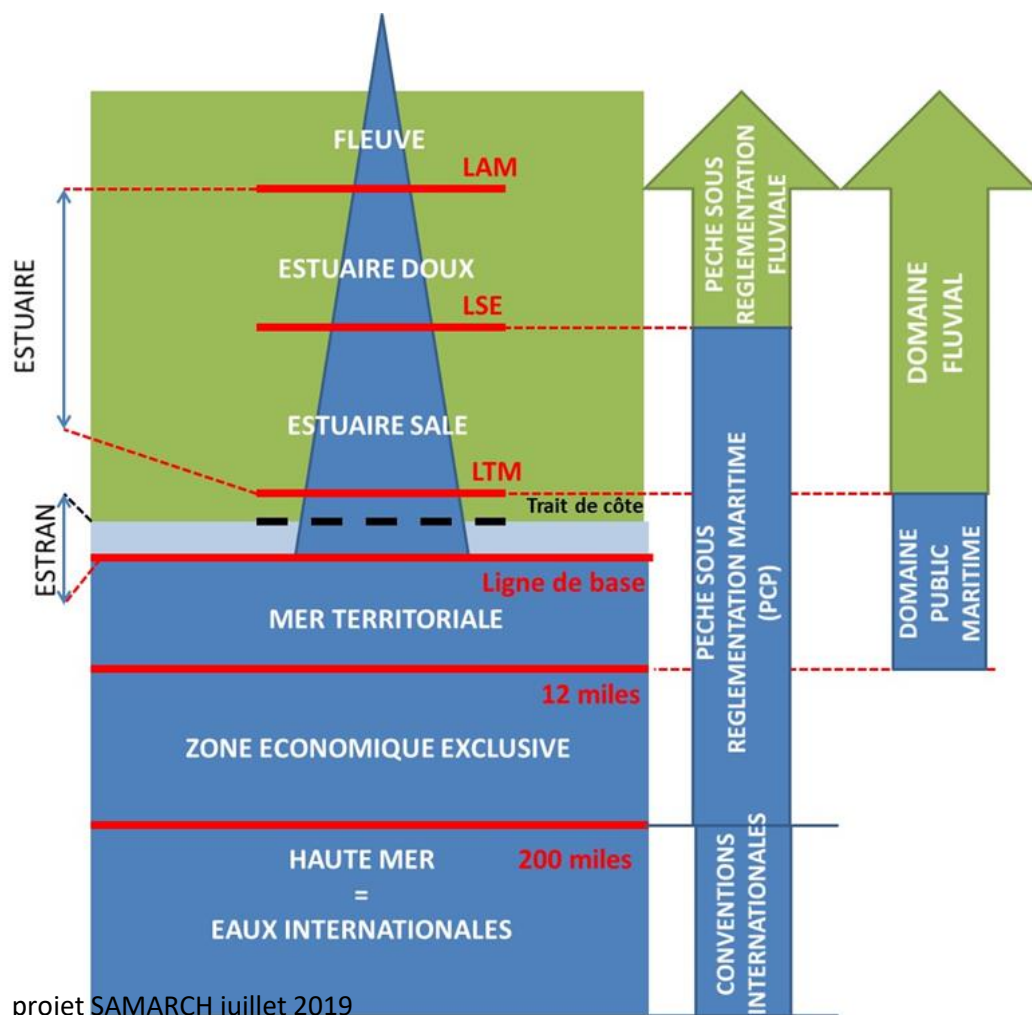 FLEUVE
LAM
ESTUAIRE DOUX
LSE
ESTUAIRE SALE
LTM
Trait de côte
Ligne de base
MER TERRITORIALE
12 miles
ZONE ECONOMIQUE EXCLUSIVE
200 miles
HAUTE MER
=
EAUX INTERNATIONALES
ESTUAIRE
ESTRAN
PECHE SOUS
REGLEMENTATION
FLUVIALE
PECHE SOUS
REGLEMENTATION MARITIME
(PCP)
CONVENTIONS
INTERNATIONALES
DOMAINE
FLUVIAL
DOMAINE
PUBLIC
MARITIME
projet SAMARCH juillet 2019